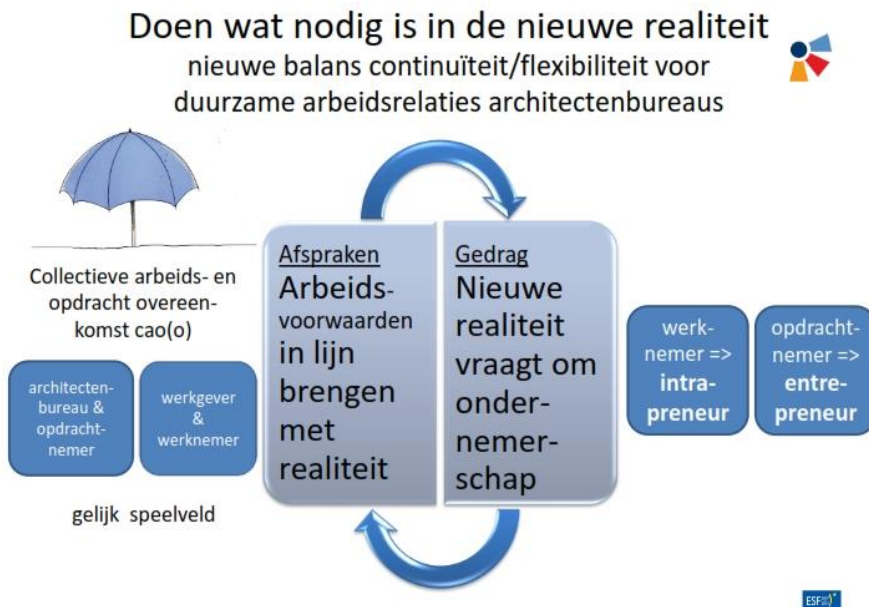 Doen wat nodig is in de nieuwe realiteit
nieuwe balans continuïteit/flexibiliteit voor
duurzame arbeidsrelaties architectenbureaus
Collectieve arbeids- en
opdracht overeen-
komst cao(o)
architecten-
bureau &
opdracht-
nemer
werkgever
&
werknemer
gelijk speelveld
Afspraken
Arbeids-
voorwaarden
in lijn
brengen
met
realiteit
Gedrag
Nieuwe
realiteit
vraagt om
onder-
nemer-
schap
werk-
nemer =>
intra-
preneur
opdracht-
nemer =>
entre-
preneur
ESF